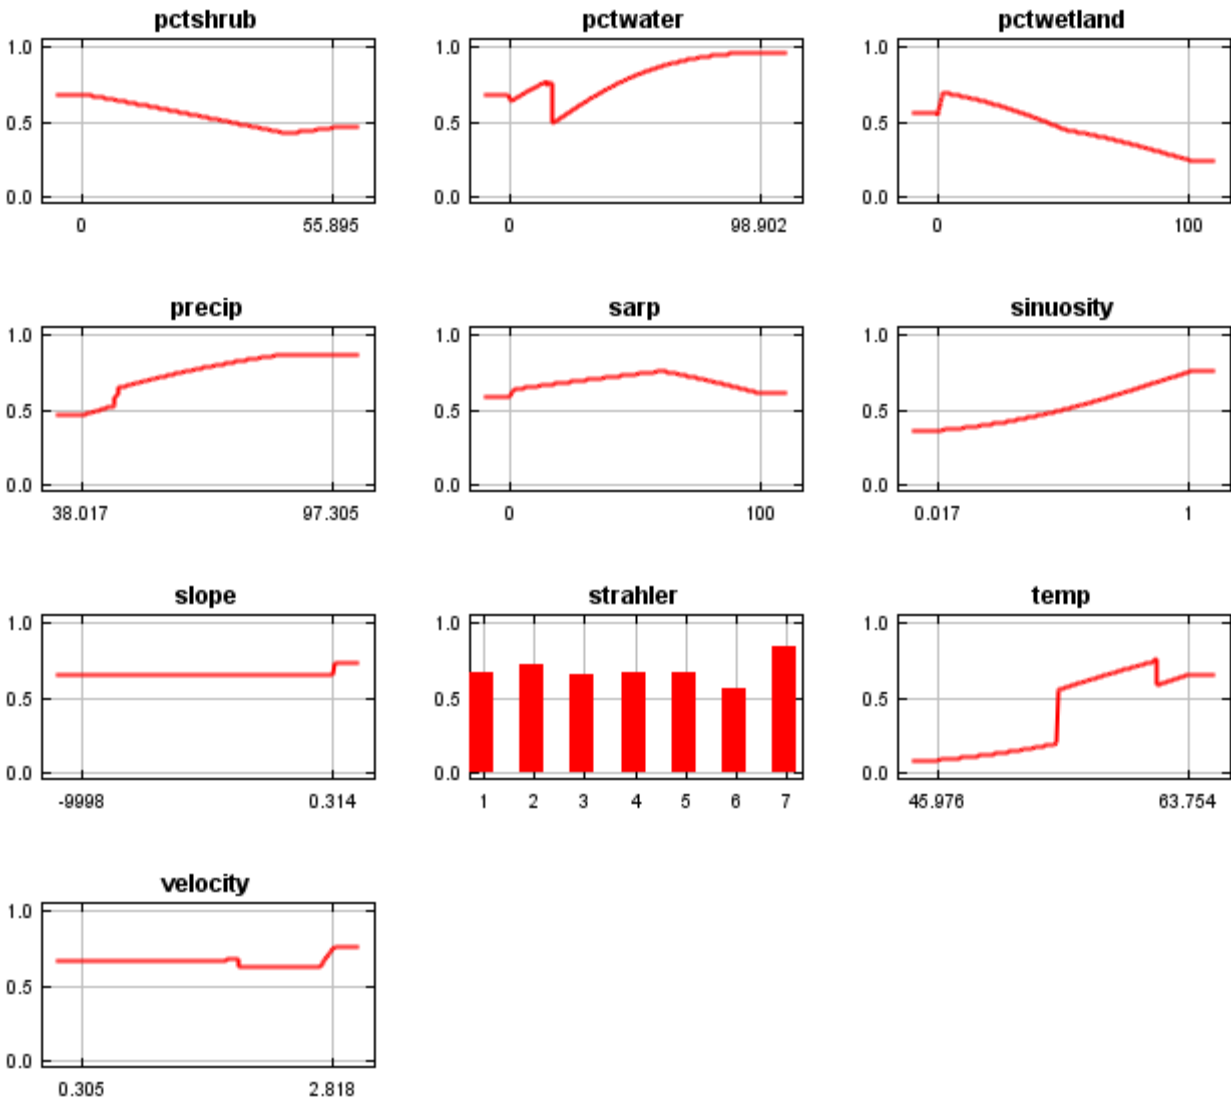 pctshrub pctwater pctwetland
1.0 1.0 1.0
0.5 0.5 0.5
0.0 0.0 0.0
0 55.895 0 98.902 0 100
precip sarp sinuosity
1.0 1.0 1.0
0.5 0.5 0.5
0.0 0.0 0.0
38.017 97.305 0 100 0.017 1
slope strahler temp
1.0 1.0 1.0
0.5 0.5 0.5
0.0 0.0 0.0
-9998 0.314 1 2 3 4 5 6 7 45.976 63.754
velocity
1.0
0.5
0.0
0.305 2.818